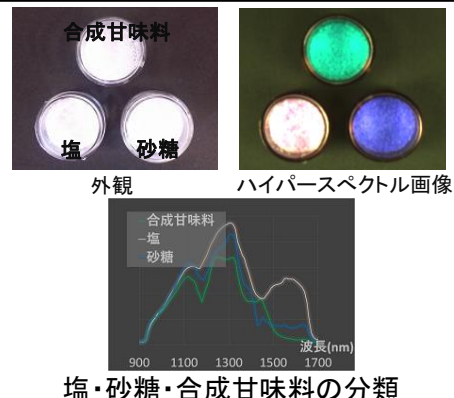 合成甘味料
塩
砂糖
外観
ハイパースペクトル画像
合成甘味料
塩
砂糖
波長(nm)
900 1100 1300 1500 1700
塩・砂糖・合成甘味料の分類